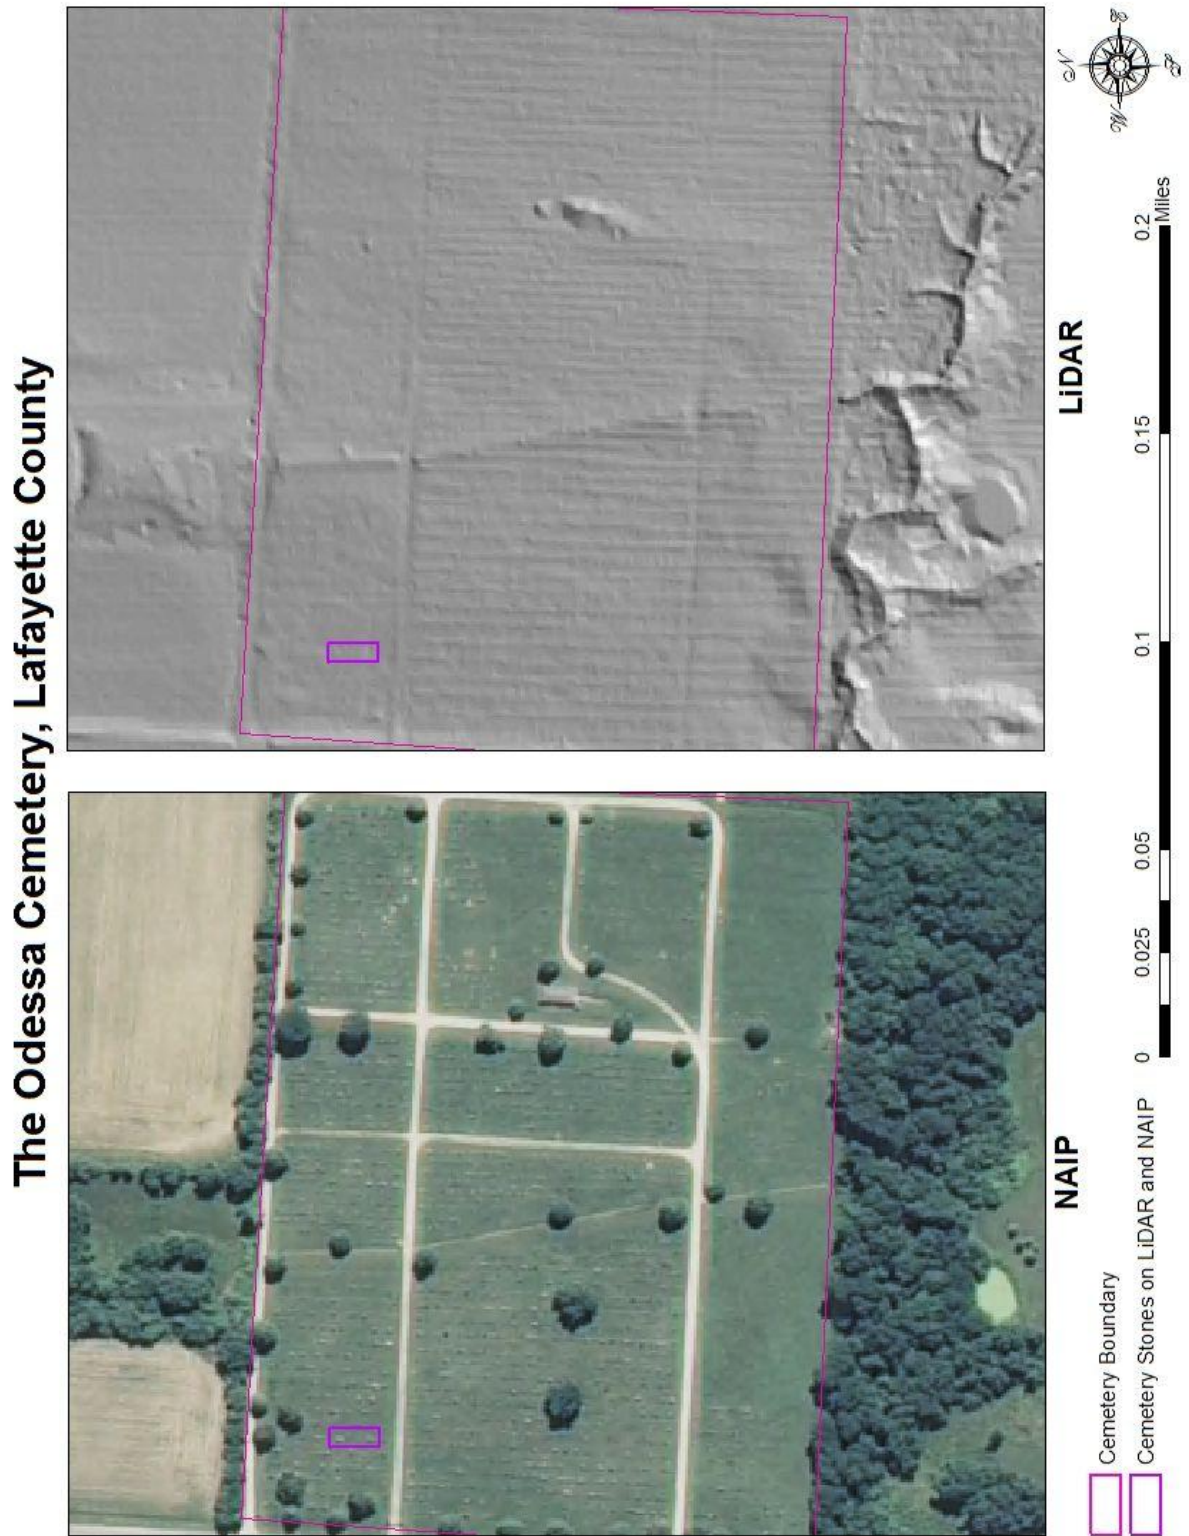 The Odessa Cemetery, Lafayette County
NAIP
LiDAR
Cemetery Boundary
Cemetery Stones on LiDAR and NAIP
0 0.025 0.05 0.1 0.15 0.2
Miles
N
W E
S